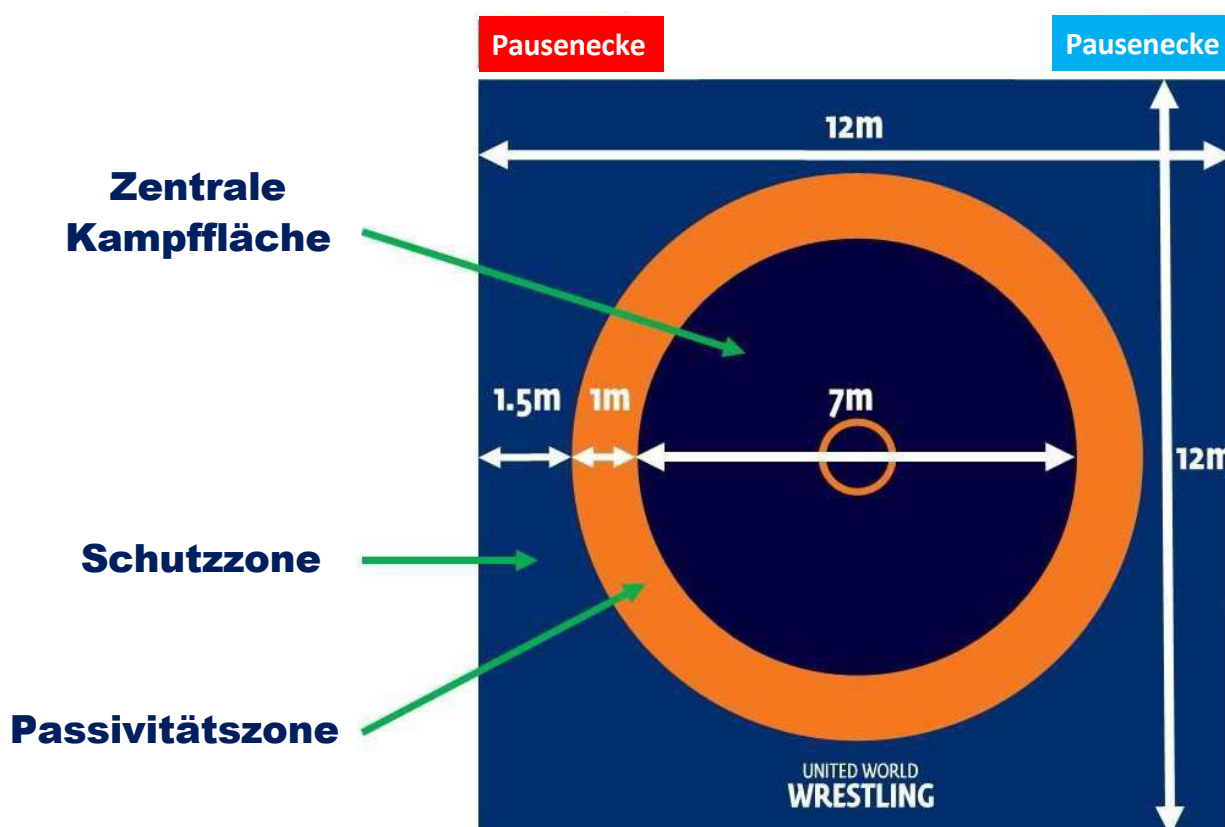 Pausenecke
Pausenecke
12m
Zentrale
Kampffläche
1.5m
1m
7m
12m
Schutzzone
Passivitätszone
UNITED WORLD
WRESTLING